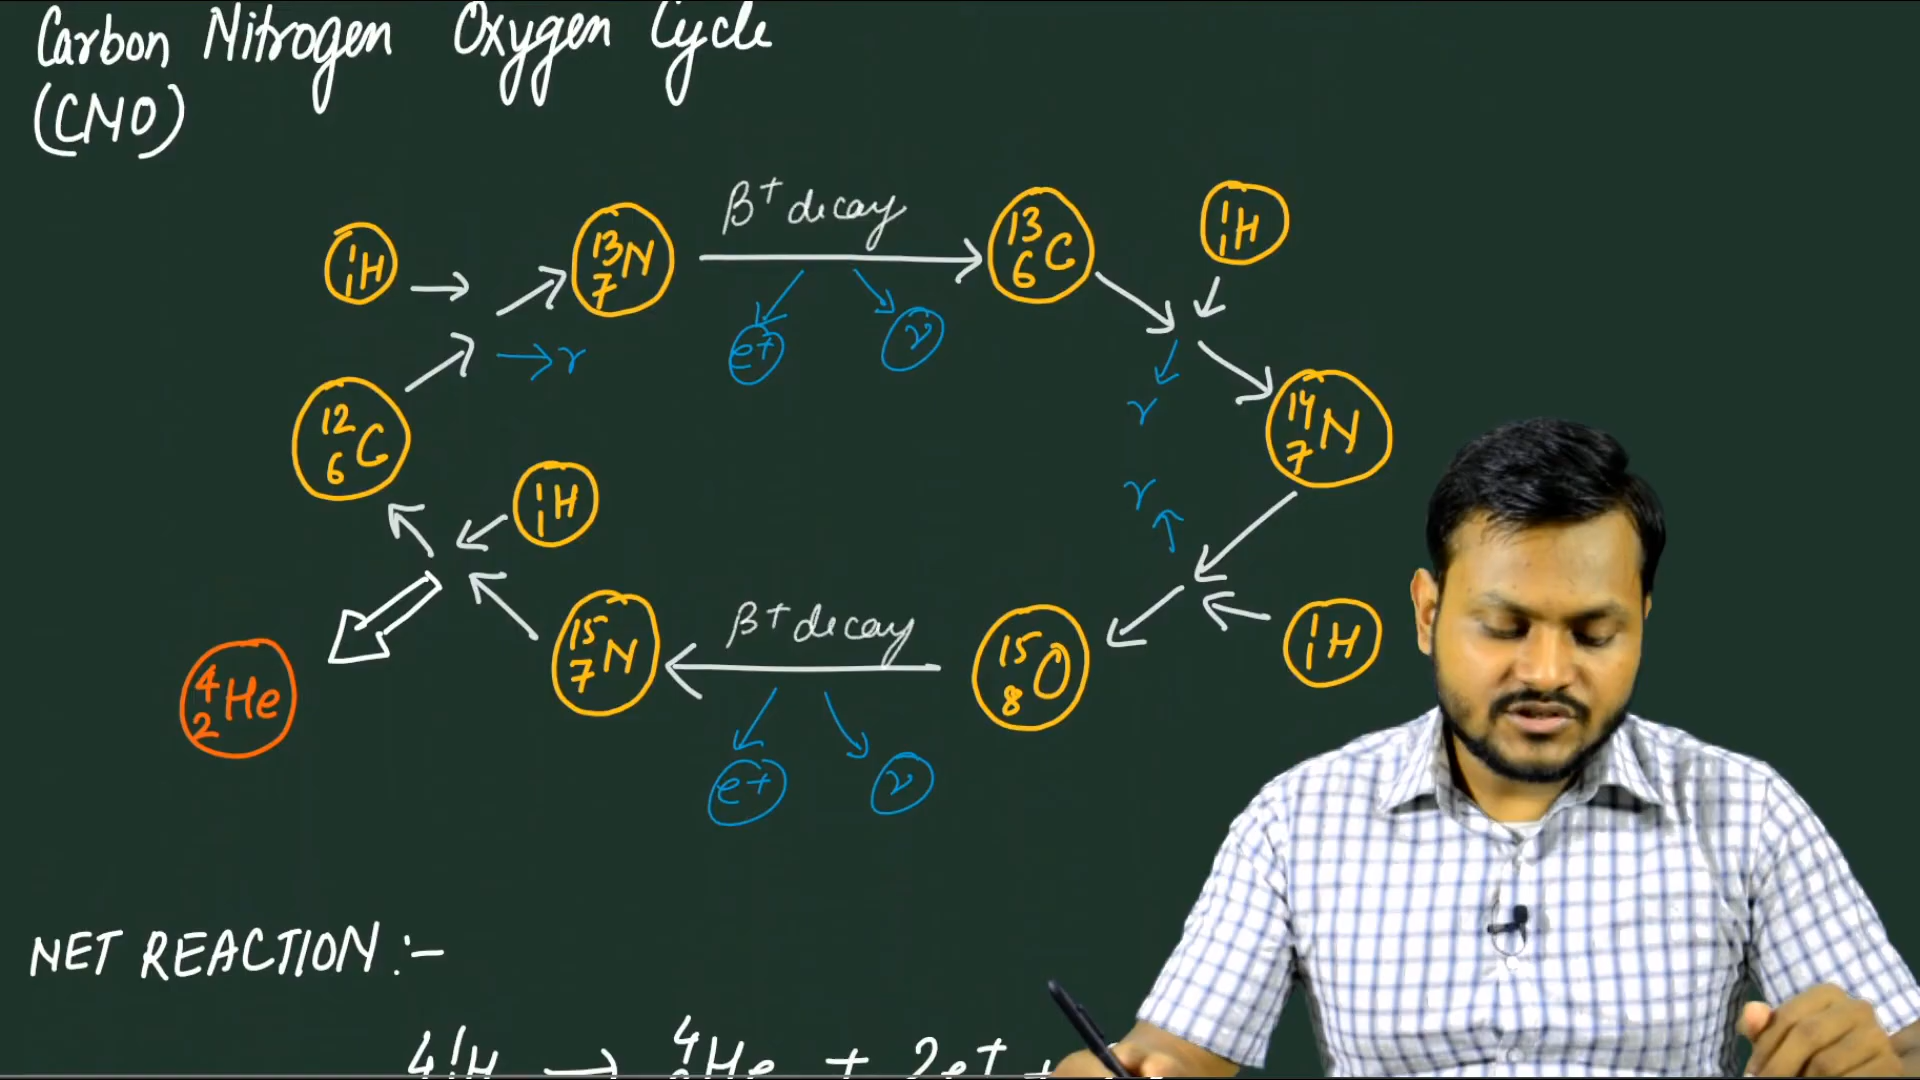 Carbon Nitrogen Oxygen Cycle
(CNO)
β⁺ decay
¹₁H → ¹³₇N → ¹³₆C ¹₁H
→ γ e⁺ ν
¹²₆C γ ¹⁴₇N
¹₁H γ
β⁺ decay
⁴₂He ¹⁵₇N ← ¹⁵₈O ¹₁H
e⁺ ν
NET REACTION :-
4¹₁H → ⁴He + 2e⁺ +